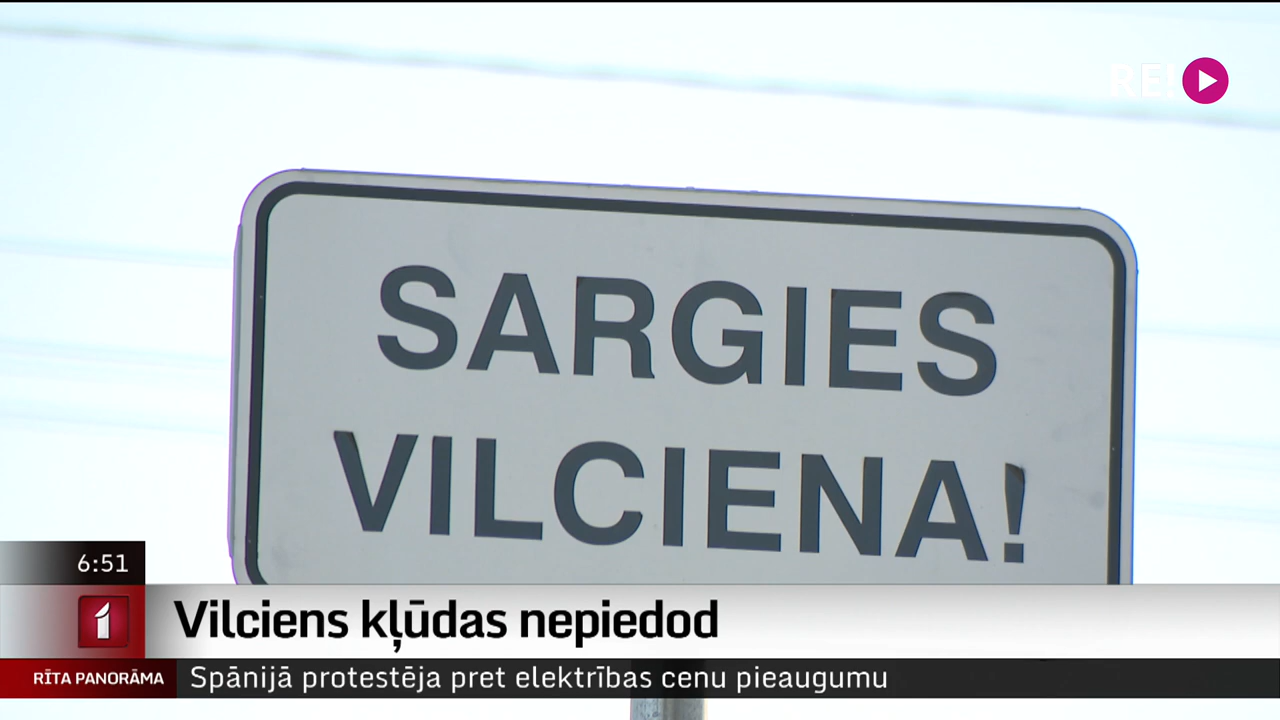 RE!
SARGIES
VILCIENA!
6:51
1
Vilciens kļūdas nepiedod
RĪTA PANORĀMA
Spānijā protestēja pret elektrības cenu pieaugumu